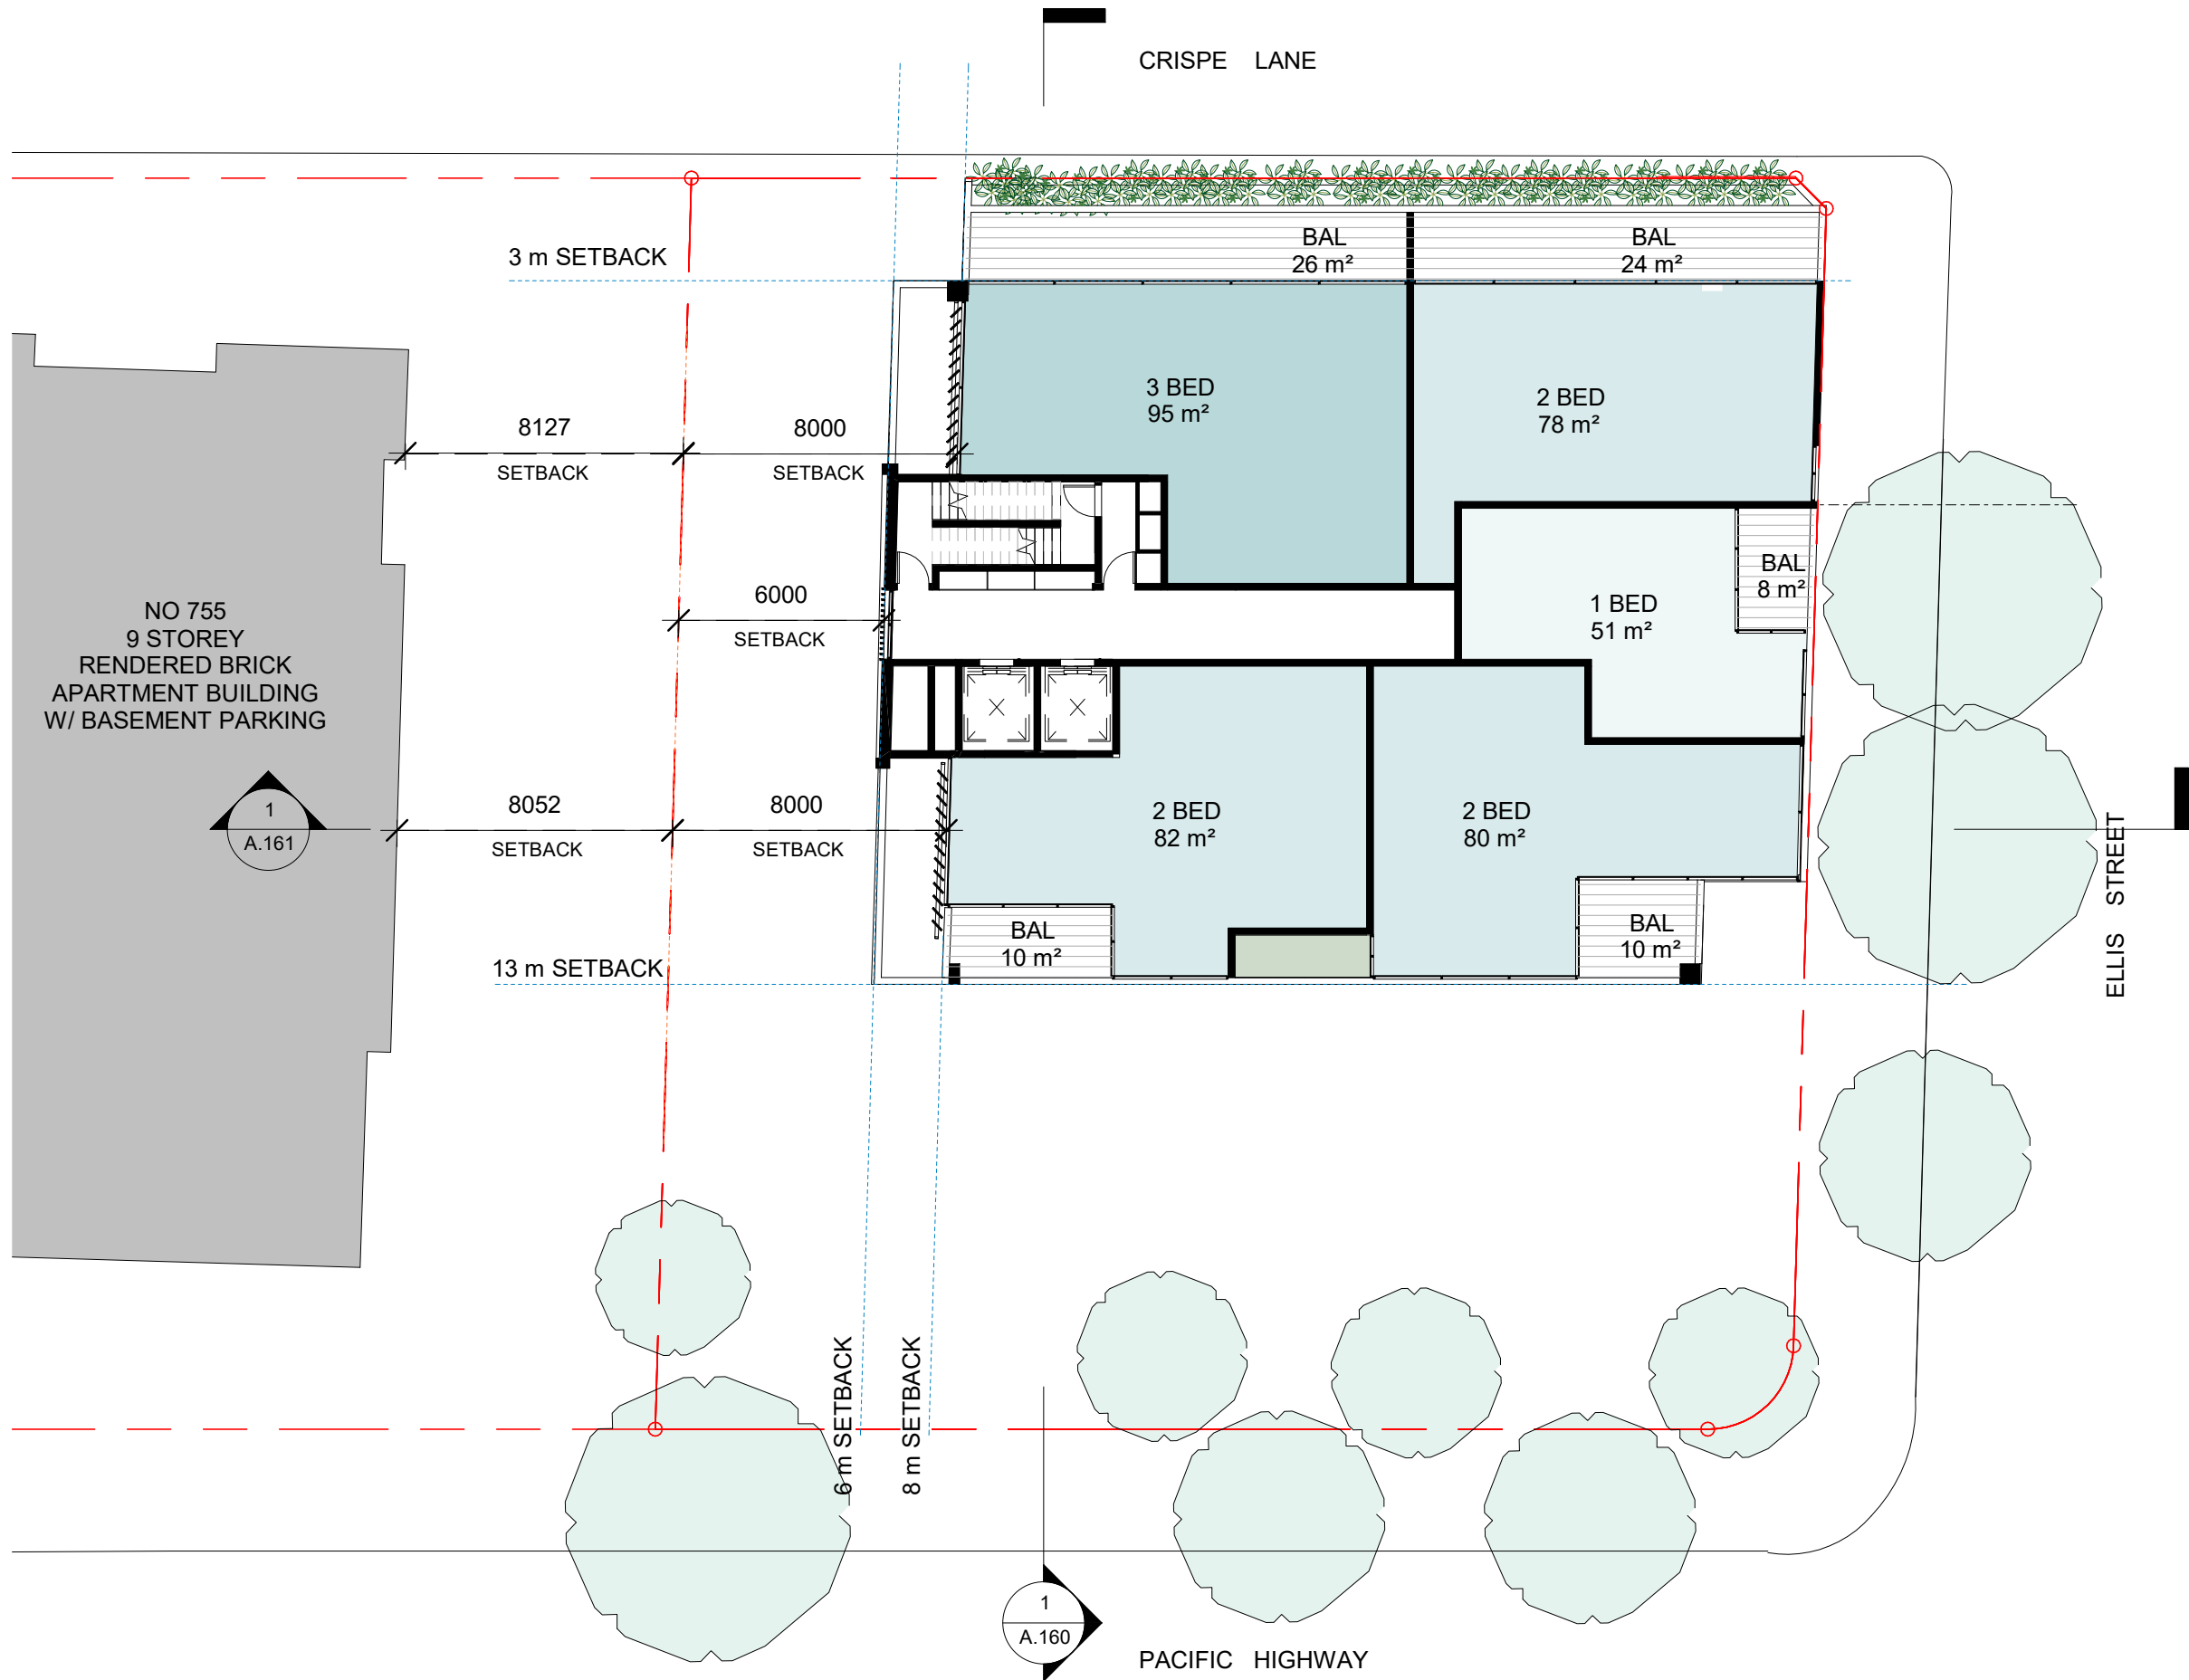 CRISPE LANE
3 m SETBACK
BAL
26 m²
BAL
24 m²
3 BED
95 m²
2 BED
78 m²
8127
SETBACK
8000
SETBACK
BAL
8 m²
1 BED
51 m²
6000
SETBACK
NO 755
9 STOREY
RENDERED BRICK
APARTMENT BUILDING
W/ BASEMENT PARKING
1
A.161
8052
SETBACK
8000
SETBACK
2 BED
82 m²
2 BED
80 m²
BAL
10 m²
BAL
10 m²
13 m SETBACK
ELLIS STREET
6 m SETBACK
8 m SETBACK
1
A.160
PACIFIC HIGHWAY